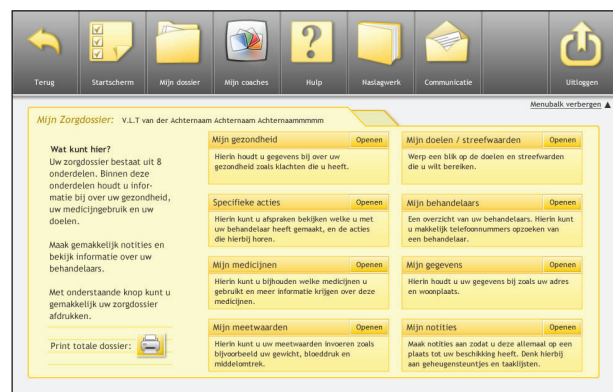 Terug
Startscherm
Mijn dossier
Mijn coaches
Hulp
Naslagwerk
Communicatie
Uitloggen
Menubalk verbergen ▲
Mijn Zorgdossier: V.L.T van der Achternaam Achternaam Achternaammmmm
Wat kunt hier?
Uw zorgdossier bestaat uit 8
onderdelen. Binnen deze
onderdelen houdt u infor-
matie bij over uw gezondheid,
uw medicijngebruik en uw
doelen.
Maak gemakkelijk notities en
bekijk informatie over uw
behandelaars.
Met onderstaande knop kunt u
gemakkelijk uw zorgdossier
afdrukken.
Print totale dossier:
Mijn gezondheid Openen
Hierin houdt u gegevens bij over uw
gezondheid zoals klachten die u heeft.
Mijn doelen / streefwaarden Openen
Werp een blik op de doelen en streefwaarden
die u wilt bereiken.
Specifieke acties Openen
Hierin kunt u afspraken bekijken welke u met
uw behandelaar heeft gemaakt, en de acties
die hierbij horen.
Mijn behandelaars Openen
Een overzicht van uw behandelaars. Hierin kunt
u makkelijk telefoonnummers opzoeken van
een behandelaar.
Mijn medicijnen Openen
Hierin kunt u bijhouden welke medicijnen u
gebruikt en meer informatie krijgen over deze
medicijnen.
Mijn gegevens Openen
Hierin houdt u uw gegevens bij zoals uw adres
en woonplaats.
Mijn meetwaarden Openen
Hierin kunt u uw meetwaarden invoeren zoals
bijvoorbeeld uw gewicht, bloeddruk en
middelomtrek.
Mijn notities Openen
Maak notities aan zodat u deze allemaal op een
plaats tot uw beschikking heeft. Denk hierbij
aan geheugensteuntjes en taaklijsten.